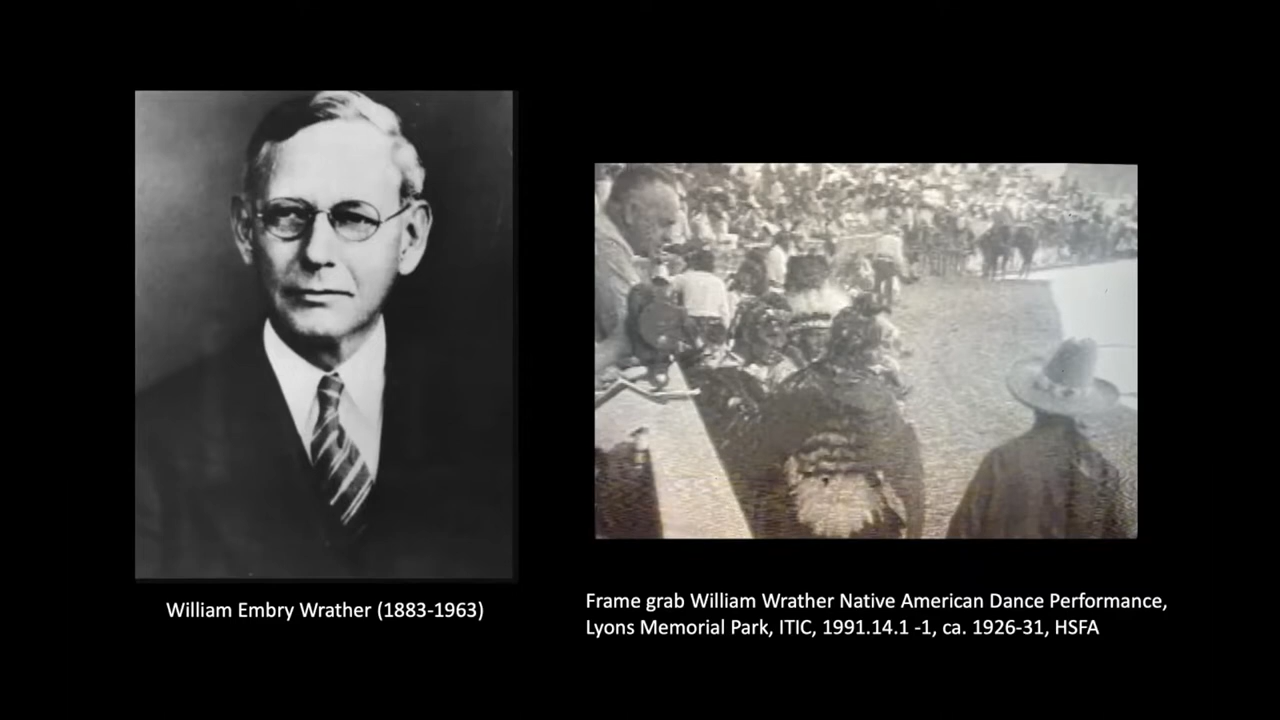 William Embry Wrather (1883-1963)
Frame grab William Wrather Native American Dance Performance,
Lyons Memorial Park, ITIC, 1991.14.1 -1, ca. 1926-31, HSFA